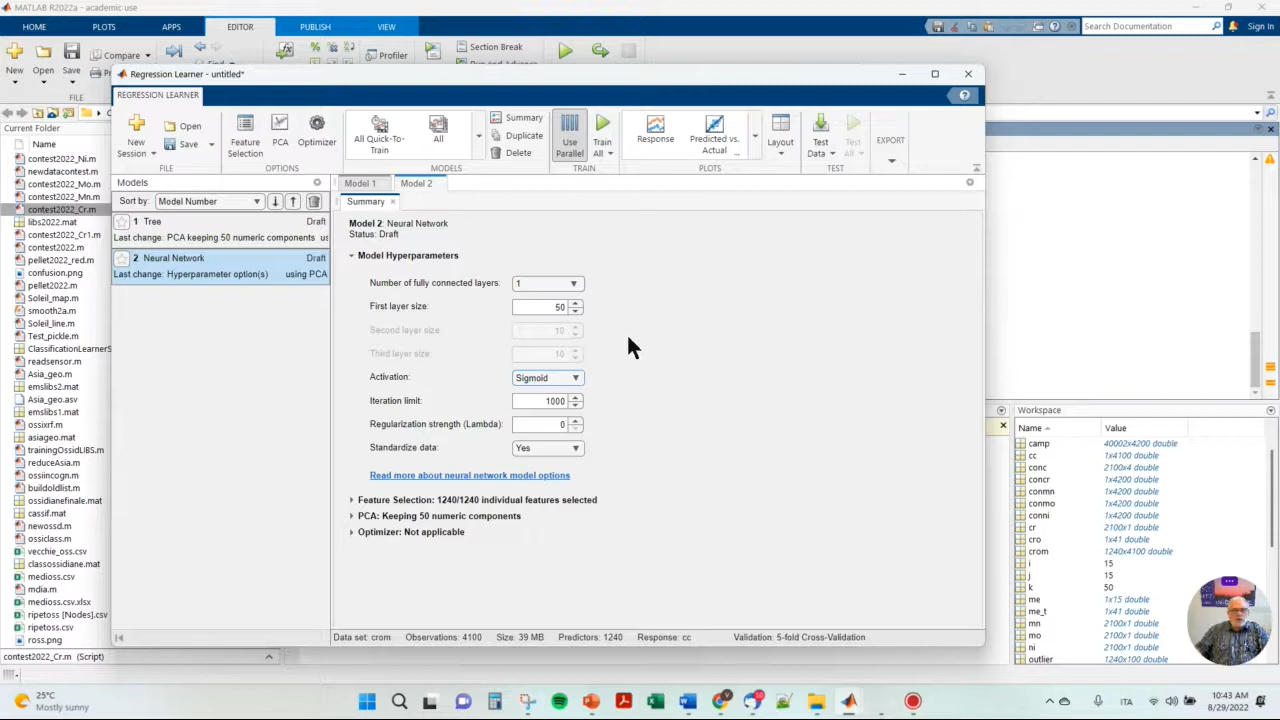 MATLAB R2022a - academic use
HOME PLOTS APPS EDITOR PUBLISH VIEW
Search Documentation
Sign In
New Open Save
Compare
Find
Profiler
Section Break
FILE
Regression Learner - untitled*
REGRESSION LEARNER
New Session
Open
Save
FILE
Feature Selection
PCA
Optimizer
OPTIONS
All Quick-To-Train
All
Summary
Duplicate
Delete
MODELS
Use Parallel
Train All
TRAIN
Response
Predicted vs. Actual ...
PLOTS
Layout
Test Data
Test All
TEST
EXPORT
Current Folder
Name
contest2022_Ni.m
newdatacontest.m
contest2022_Mo.m
contest2022_Mn.m
contest2022_Cr.m
libs2022.mat
contest2022_Cr1.m
contest2022.m
pellet2022_red.m
confusion.png
pellet2022.m
Soleil_map.m
smooth2a.m
Soleil_line.m
Test_pickle.m
ClassificationLearnerS
readsensor.m
Asia_geo.m
emslibs2.mat
Asia_geo.asv
emslibs1.mat
ossixrf.m
asiageo.mat
trainingOssidLIBS.m
reduceAsia.m
ossiincogn.m
buildoldlist.m
ossidianefinale.mat
cassif.mat
newossd.m
ossiclass.m
vecchie_oss.csv
classossidiane.mat
medioss.csv
mdia.m
medioss.csv.xlsx
ripetoss [Nodes].csv
ripetoss.csv
ross.png
contest2022_Cr.m (Script)
Models
Sort by: Model Number
1 Tree Draft
Last change: PCA keeping 50 numeric components us
2 Neural Network Draft
Last change: Hyperparameter option(s) using PCA
Model 1 Model 2
Summary
Model 2: Neural Network
Status: Draft
Model Hyperparameters
Number of fully connected layers: 1
First layer size: 50
Second layer size: 10
Third layer size: 10
Activation: Sigmoid
Iteration limit: 1000
Regularization strength (Lambda): 0
Standardize data: Yes
Read more about neural network model options
Feature Selection: 1240/1240 individual features selected
PCA: Keeping 50 numeric components
Optimizer: Not applicable
Data set: crom Observations: 4100 Size: 39 MB Predictors: 1240 Response: cc Validation: 5-fold Cross-Validation
Workspace
Name Value
camp 40002x4200 double
cc 1x4100 double
conc 2100x4 double
concr 1x4200 double
conmn 1x4200 double
conmo 1x4200 double
conni 1x4200 double
cr 2100x1 double
cro 1x41 double
crom 1240x4100 double
i 15
j 15
k 50
me 1x15 double
me_t 1x41 double
mn 2100x1 double
mo 2100x1 double
ni 2100x1 double
outlier 1240x100 double
25°C
Mostly sunny
ITA
10:43 AM
8/29/2022